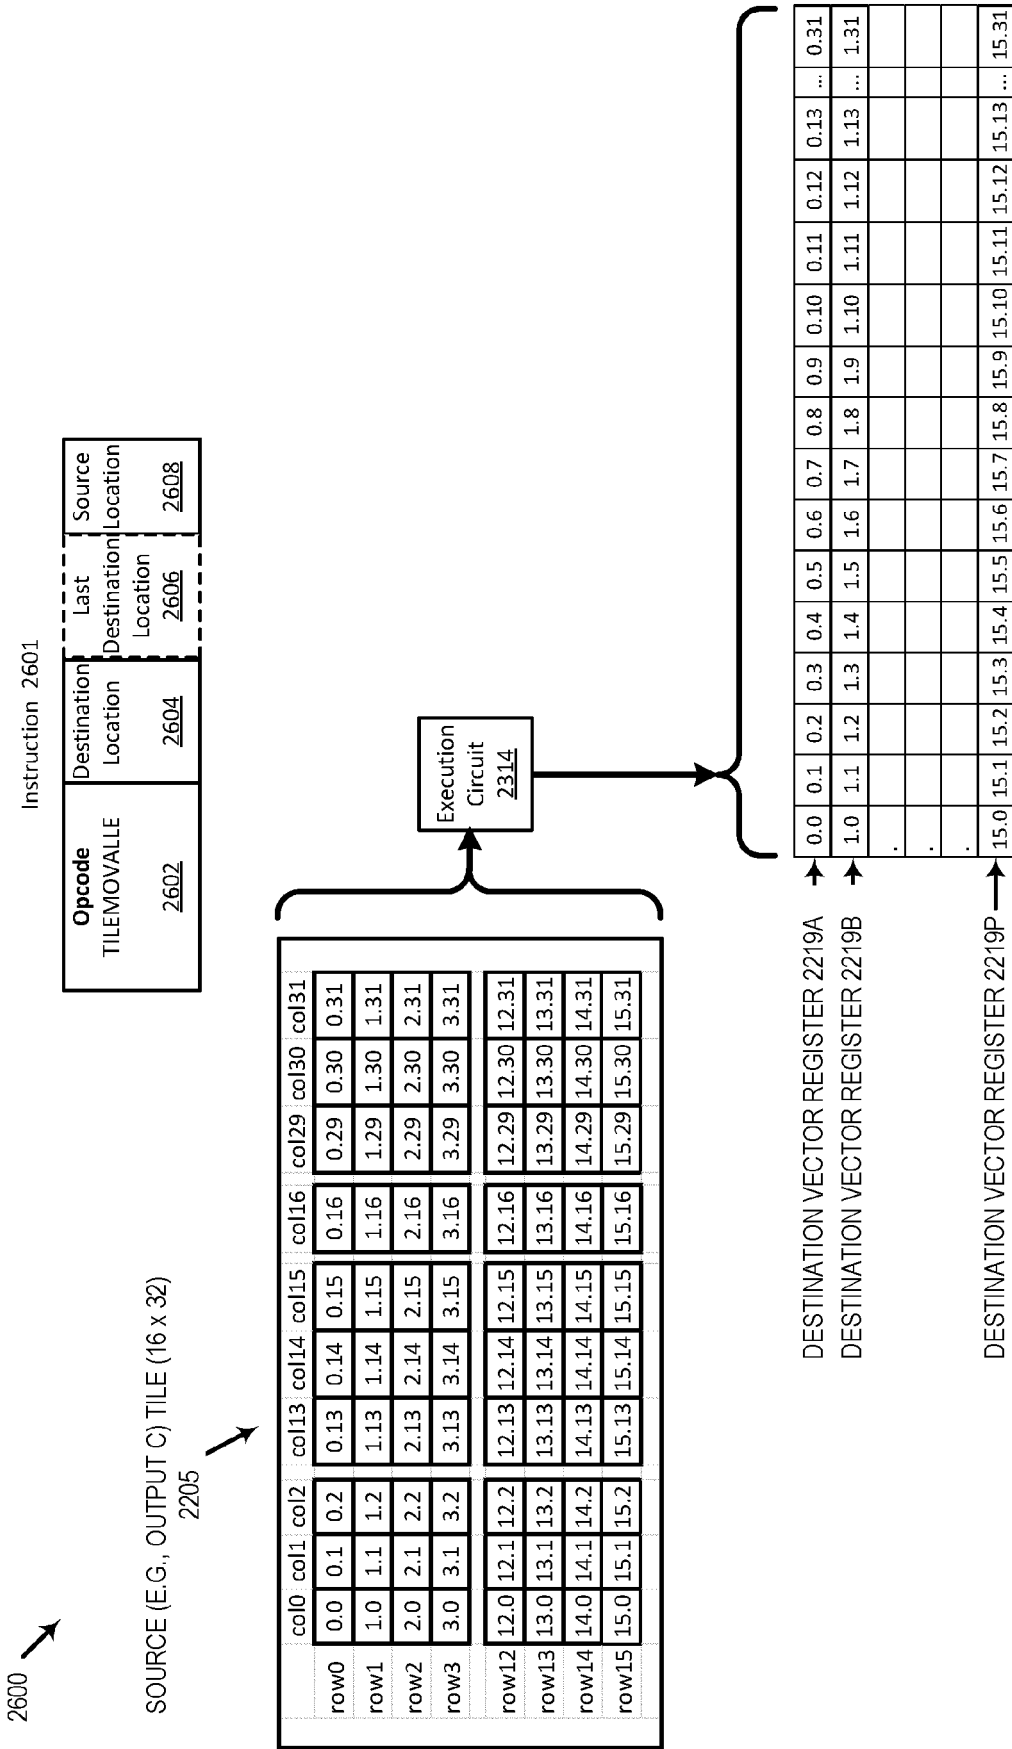 2600
Instruction 2601
Opcode
TILEMOVALLE
2602
Destination
Location
2604
Last
Destination
Location
2606
Source
Location
2608
SOURCE (E.G., OUTPUT C) TILE (16 x 32)
2205
col0 col1 col2 col13 col14 col15 col16 col29 col30 col31
row0 0.0 0.1 0.2 0.13 0.14 0.15 0.16 0.29 0.30 0.31
row1 1.0 1.1 1.2 1.13 1.14 1.15 1.16 1.29 1.30 1.31
row2 2.0 2.1 2.2 2.13 2.14 2.15 2.16 2.29 2.30 2.31
row3 3.0 3.1 3.2 3.13 3.14 3.15 3.16 3.29 3.30 3.31
row12 12.0 12.1 12.2 12.13 12.14 12.15 12.16 12.29 12.30 12.31
row13 13.0 13.1 13.2 13.13 13.14 13.15 13.16 13.29 13.30 13.31
row14 14.0 14.1 14.2 14.13 14.14 14.15 14.16 14.29 14.30 14.31
row15 15.0 15.1 15.2 15.13 15.14 15.15 15.16 15.29 15.30 15.31
Execution
Circuit
2314
DESTINATION VECTOR REGISTER 2219A 0.0 0.1 0.2 0.3 0.4 0.5 0.6 0.7 0.8 0.9 0.10 0.11 0.12 0.13 ... 0.31
DESTINATION VECTOR REGISTER 2219B 1.0 1.1 1.2 1.3 1.4 1.5 1.6 1.7 1.8 1.9 1.10 1.11 1.12 1.13 ... 1.31
.
.
.
DESTINATION VECTOR REGISTER 2219P 15.0 15.1 15.2 15.3 15.4 15.5 15.6 15.7 15.8 15.9 15.10 15.11 15.12 15.13 ... 15.31